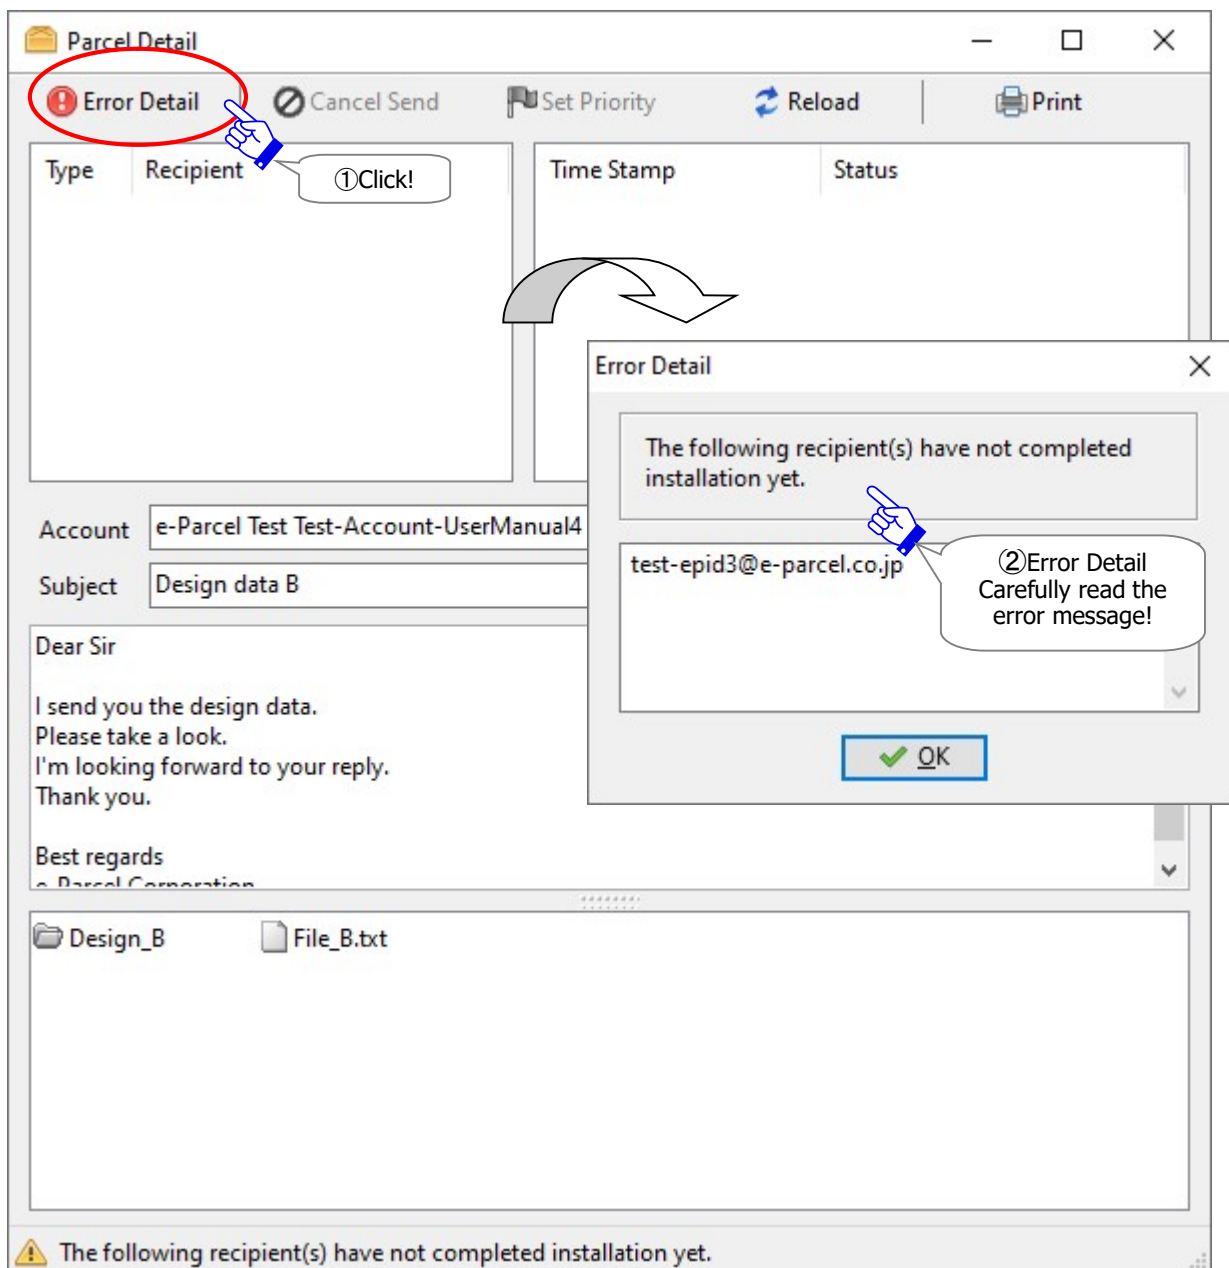 Parcel Detail
Error Detail Cancel Send Set Priority Reload Print
Type Recipient Time Stamp Status
①Click!
Error Detail
The following recipient(s) have not completed
installation yet.
Account e-Parcel Test Test-Account-UserManual4
test-epid3@e-parcel.co.jp
②Error Detail
Carefully read the
error message!
Subject Design data B
Dear Sir
I send you the design data.
Please take a look.
I'm looking forward to your reply.
Thank you.
OK
Best regards
e-Parcel Corporation
Design_B File_B.txt
The following recipient(s) have not completed installation yet.